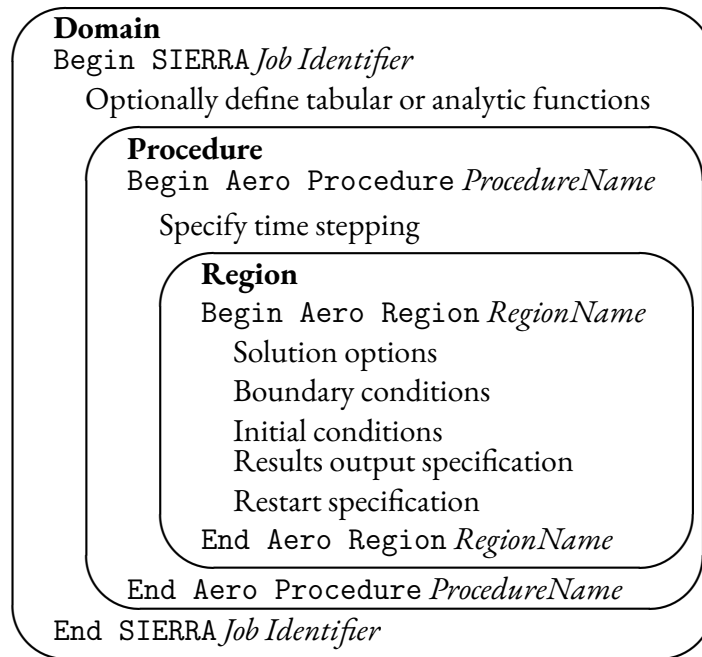 Domain
Begin SIERRA Job Identifier
Optionally define tabular or analytic functions
Procedure
Begin Aero Procedure ProcedureName
Specify time stepping
Region
Begin Aero Region RegionName
Solution options
Boundary conditions
Initial conditions
Results output specification
Restart specification
End Aero Region RegionName
End Aero Procedure ProcedureName
End SIERRA Job Identifier